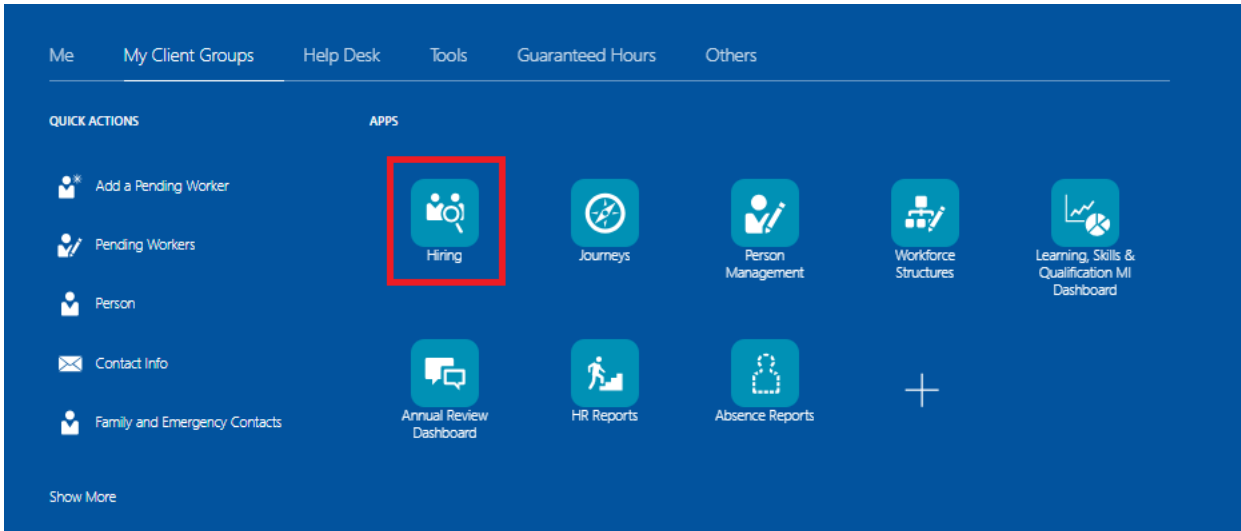 Me
My Client Groups
Help Desk
Tools
Guaranteed Hours
Others
QUICK ACTIONS
APPS
Add a Pending Worker
Pending Workers
Person
Contact Info
Family and Emergency Contacts
Show More
Hiring
Journeys
Person
Management
Workforce
Structures
Learning, Skills &
Qualification MI
Dashboard
Annual Review
Dashboard
HR Reports
Absence Reports